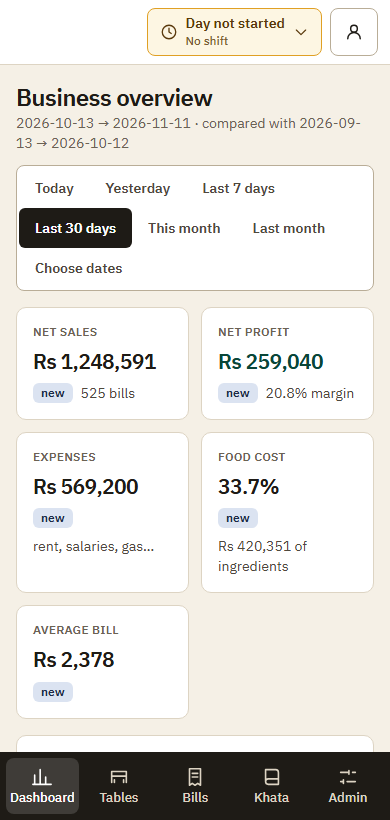 Day not started
No shift
Business overview
2026-10-13 → 2026-11-11 · compared with 2026-09-
13 → 2026-10-12
Today Yesterday Last 7 days
Last 30 days This month Last month
Choose dates
NET SALES
Rs 1,248,591
new 525 bills
NET PROFIT
Rs 259,040
new 20.8% margin
EXPENSES
Rs 569,200
new
rent, salaries, gas...
FOOD COST
33.7%
new
Rs 420,351 of
ingredients
AVERAGE BILL
Rs 2,378
new
Dashboard Tables Bills Khata Admin